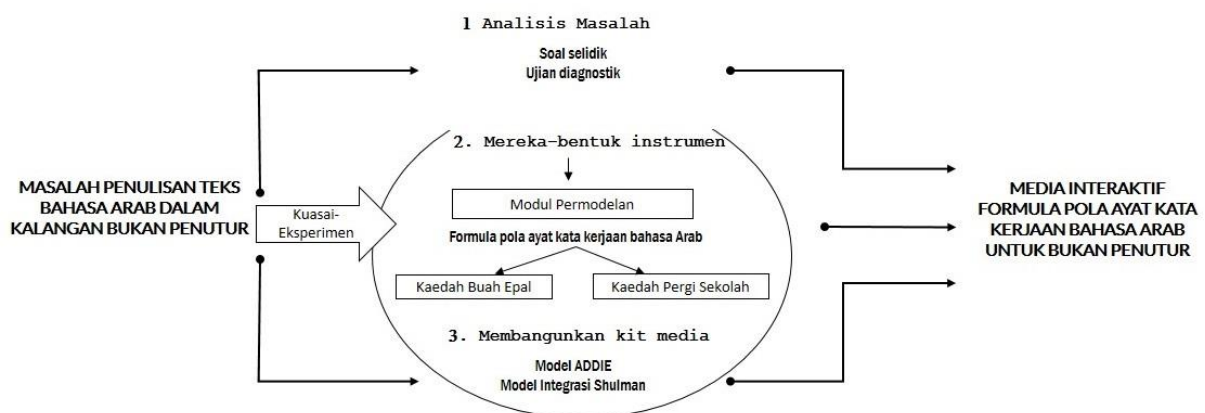 1 Analisis Masalah
Soal selidik
Ujian diagnostik
2. Mereka-bentuk instrumen
MASALAH PENULISAN TEKS
BAHASA ARAB DALAM
KALANGAN BUKAN PENUTUR
Kuasai-
Eksperimen
Modul Permodelan
Formula pola ayat kata kerjaan bahasa Arab
Kaedah Buah Epal
Kaedah Pergi Sekolah
3. Membangunkan kit media
Model ADDIE
Model Integrasi Shulman
MEDIA INTERAKTIF
FORMULA POLA AYAT KATA
KERJAAN BAHASA ARAB
UNTUK BUKAN PENUTUR